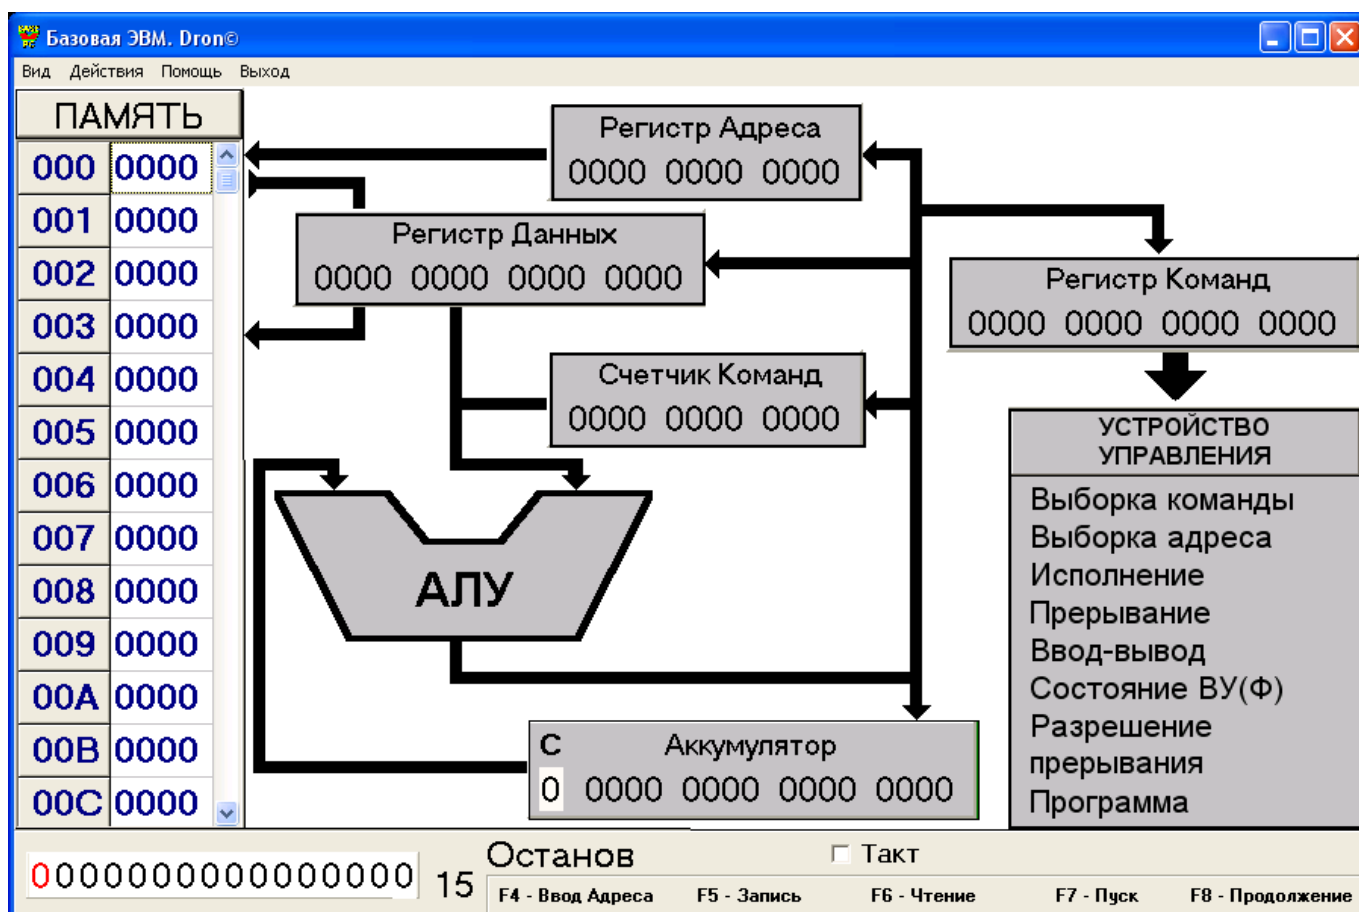 Базовая ЭВМ. Dron©
Вид Действия Помощь Выход
ПАМЯТЬ
000 0000
001 0000
002 0000
003 0000
004 0000
005 0000
006 0000
007 0000
008 0000
009 0000
00A 0000
00B 0000
00C 0000
Регистр Адреса
0000 0000 0000
Регистр Данных
0000 0000 0000 0000
Регистр Команд
0000 0000 0000 0000
Счетчик Команд
0000 0000 0000
АЛУ
УСТРОЙСТВО
УПРАВЛЕНИЯ
Выборка команды
Выборка адреса
Исполнение
Прерывание
Ввод-вывод
Состояние ВУ(Ф)
Разрешение
прерывания
Программа
С Аккумулятор
0 0000 0000 0000 0000
0000000000000000 15
Останов Такт
F4 - Ввод Адреса F5 - Запись F6 - Чтение F7 - Пуск F8 - Продолжение